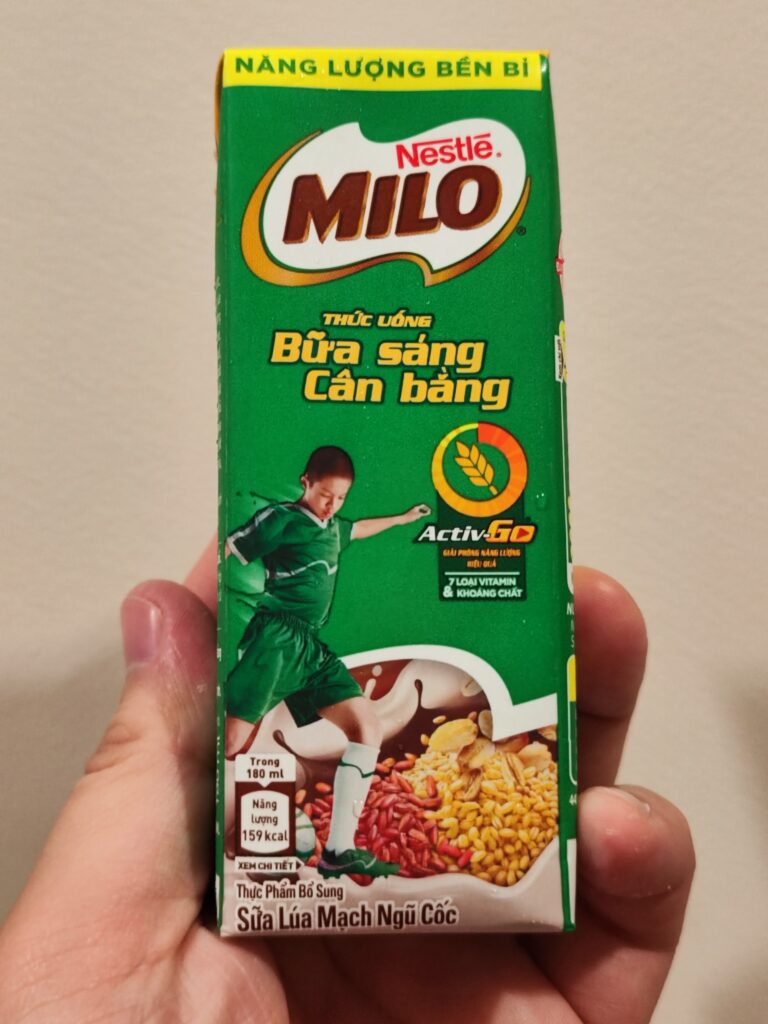 NĂNG LƯỢNG BỀN BỈ
Nestlé®
MILO®
THỨC UỐNG
Bữa sáng
Cân bằng
Activ-GO
GIẢI PHÓNG NĂNG LƯỢNG
HIỆU QUẢ
7 LOẠI VITAMIN
& KHOÁNG CHẤT
Trong
180 ml
Năng
lượng
159 kcal
XEM CHI TIẾT
Thực Phẩm Bổ Sung
Sữa Lúa Mạch Ngũ Cốc